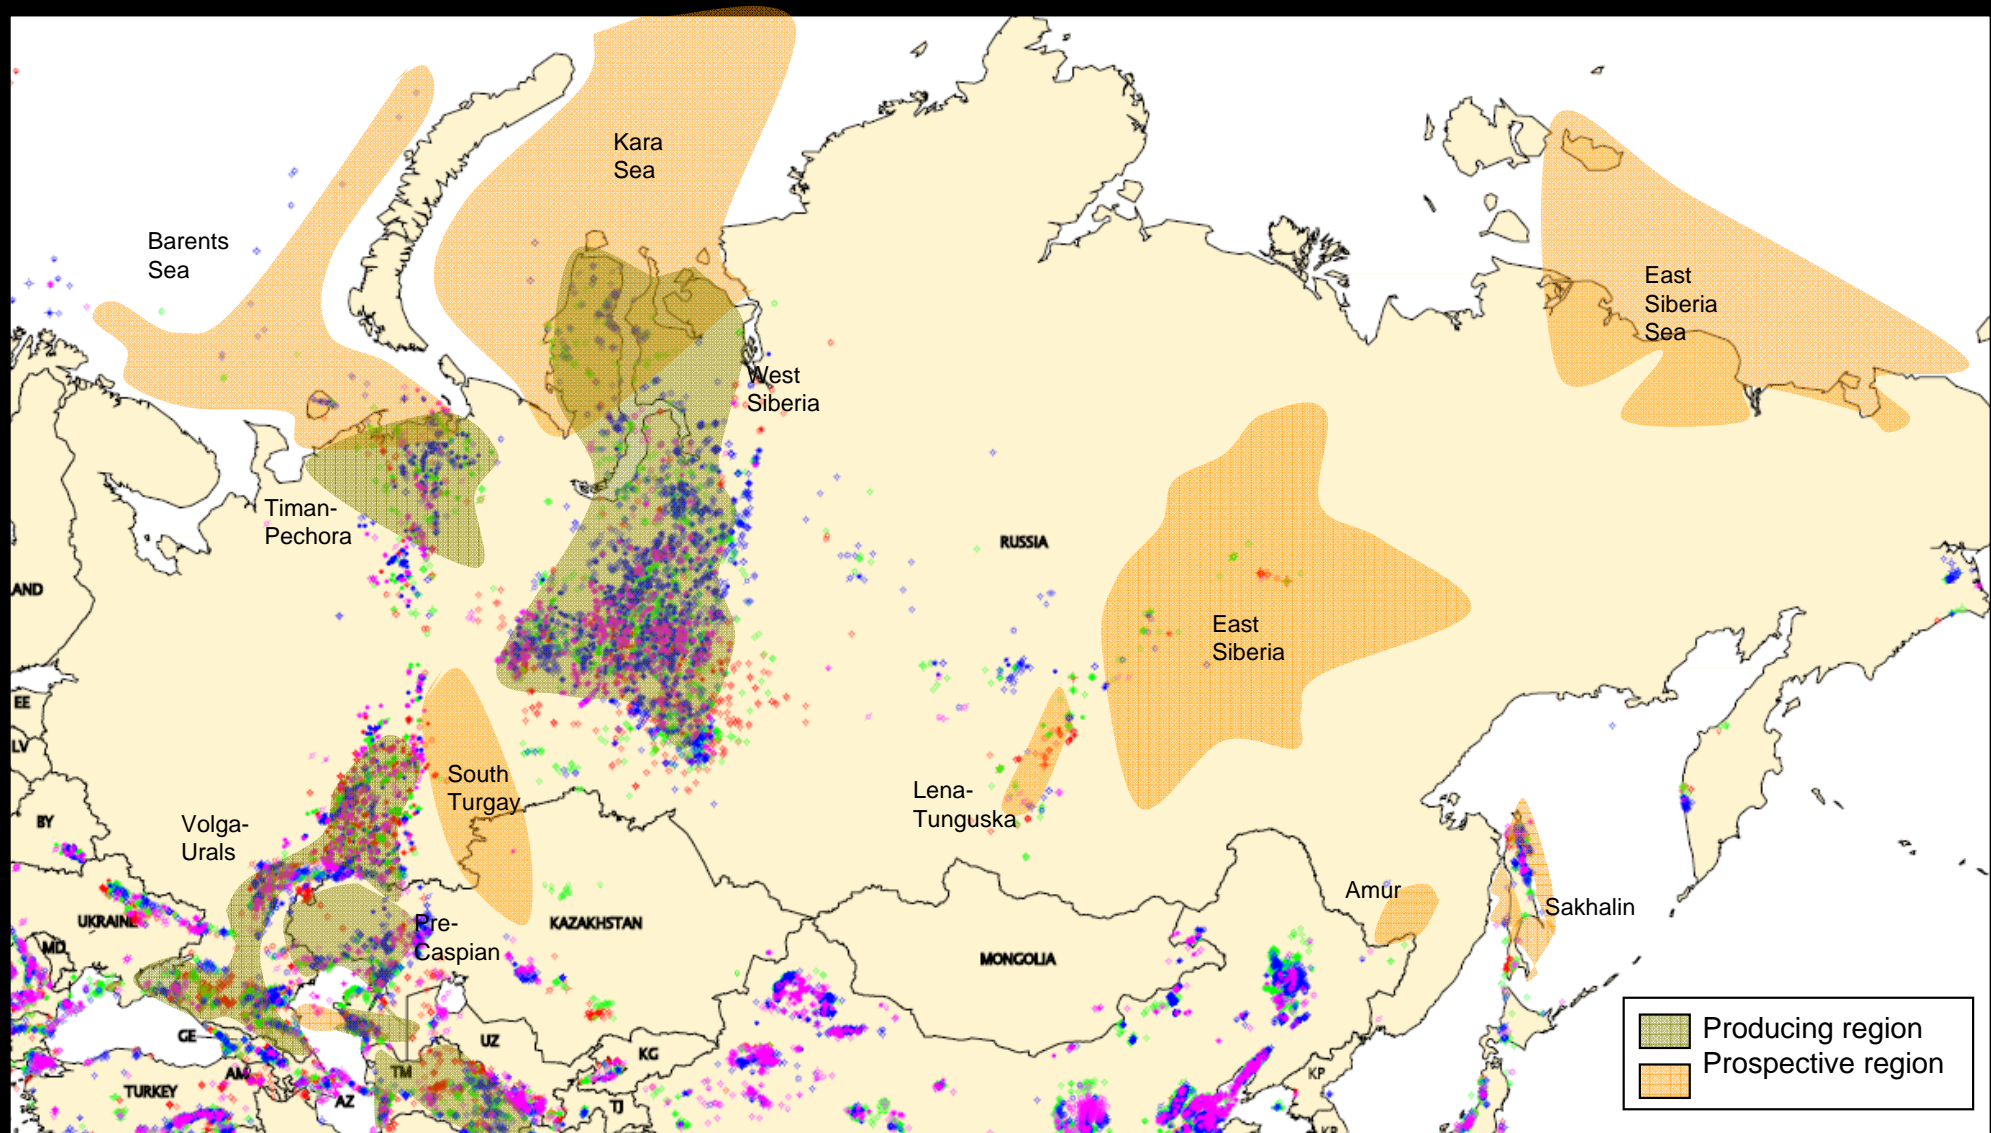 Kara
Sea
Barents
Sea
East
Siberia
Sea
West
Siberia
Timan-
Pechora
RUSSIA
AND
East
Siberia
EE
LV
South
Turgay
Lena-
Tunguska
BY
Volga-
Urals
Amur
Sakhalin
UKRAINE
Pre-
Caspian
KAZAKHSTAN
MD
MONGOLIA
GE
UZ
KG
KP
TM
AM
TURKEY
AZ
TJ
KR
Producing region
Prospective region